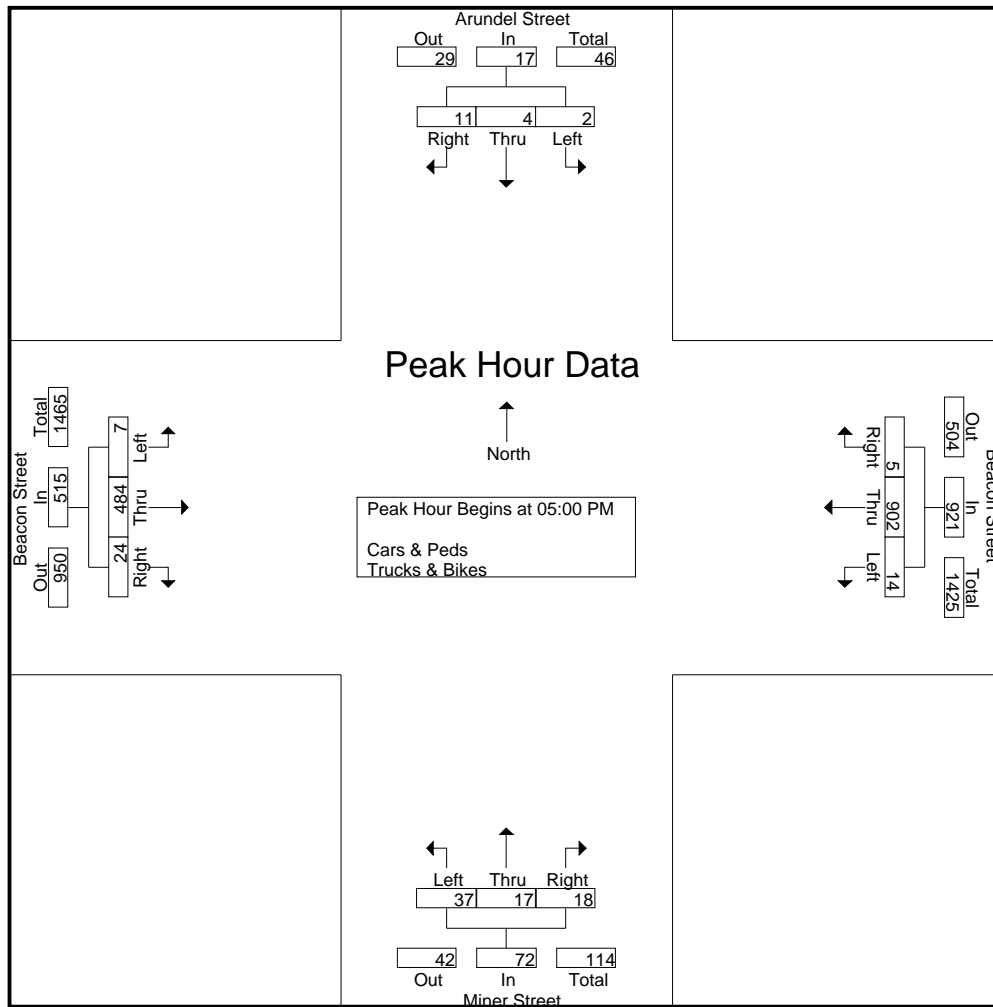 Arundel Street
Out In Total
29 17 46
11 4 2
Right Thru Left
Peak Hour Data
North
Peak Hour Begins at 05:00 PM
Cars & Peds
Trucks & Bikes
Beacon Street
Out In Total
950 515 1465
7 484 24
Left Thru Right
Beacon Street
Out In Total
504 921 1425
5 902 14
Right Thru Left
Left Thru Right
37 17 18
42 72 114
Out In Total
Miner Street